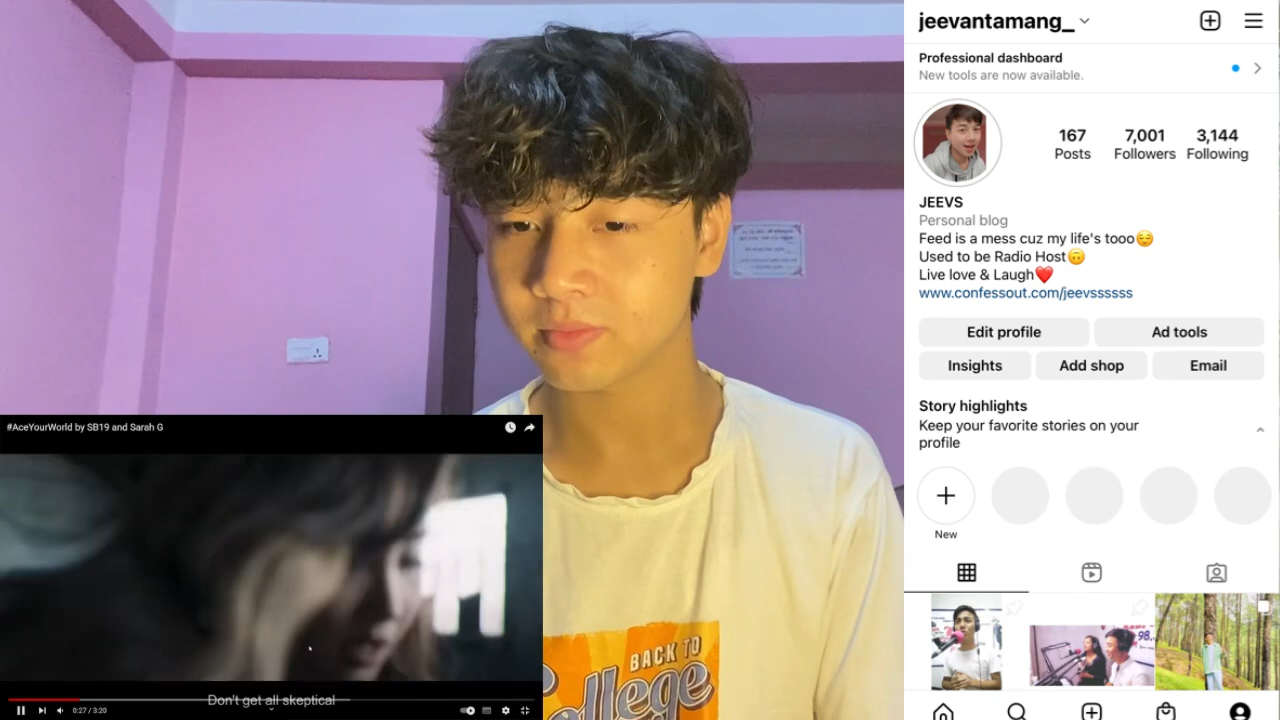 jeevantamang_
Professional dashboard
New tools are now available.
167
Posts
7,001
Followers
3,144
Following
JEEVS
Personal blog
Feed is a mess cuz my life's tooo😌
Used to be Radio Host🙃
Live love & Laugh❤️
www.confessout.com/jeevssssss
Edit profile
Ad tools
Insights
Add shop
Email
Story highlights
Keep your favorite stories on your
profile
New
98.
#AceYourWorld by SB19 and Sarah G
Don't get all skeptical
0:27 / 3:20
BACK TO
College